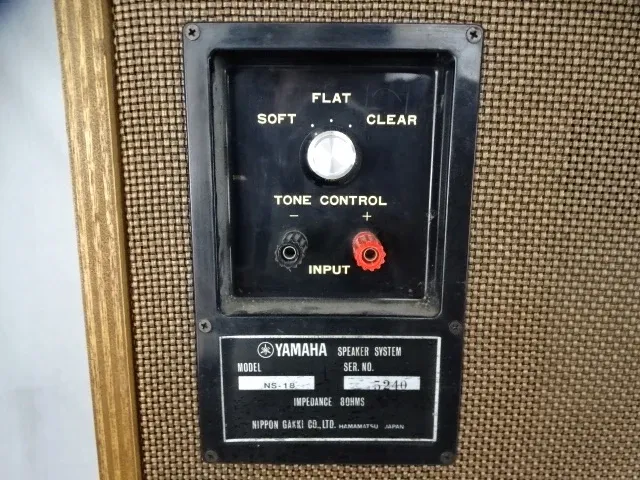 FLAT
SOFT CLEAR
TONE CONTROL
− +
INPUT
YAMAHA SPEAKER SYSTEM
MODEL SER. NO.
NS-18 5240
IMPEDANCE 8OHMS
NIPPON GAKKI CO., LTD. HAMAMATSU JAPAN